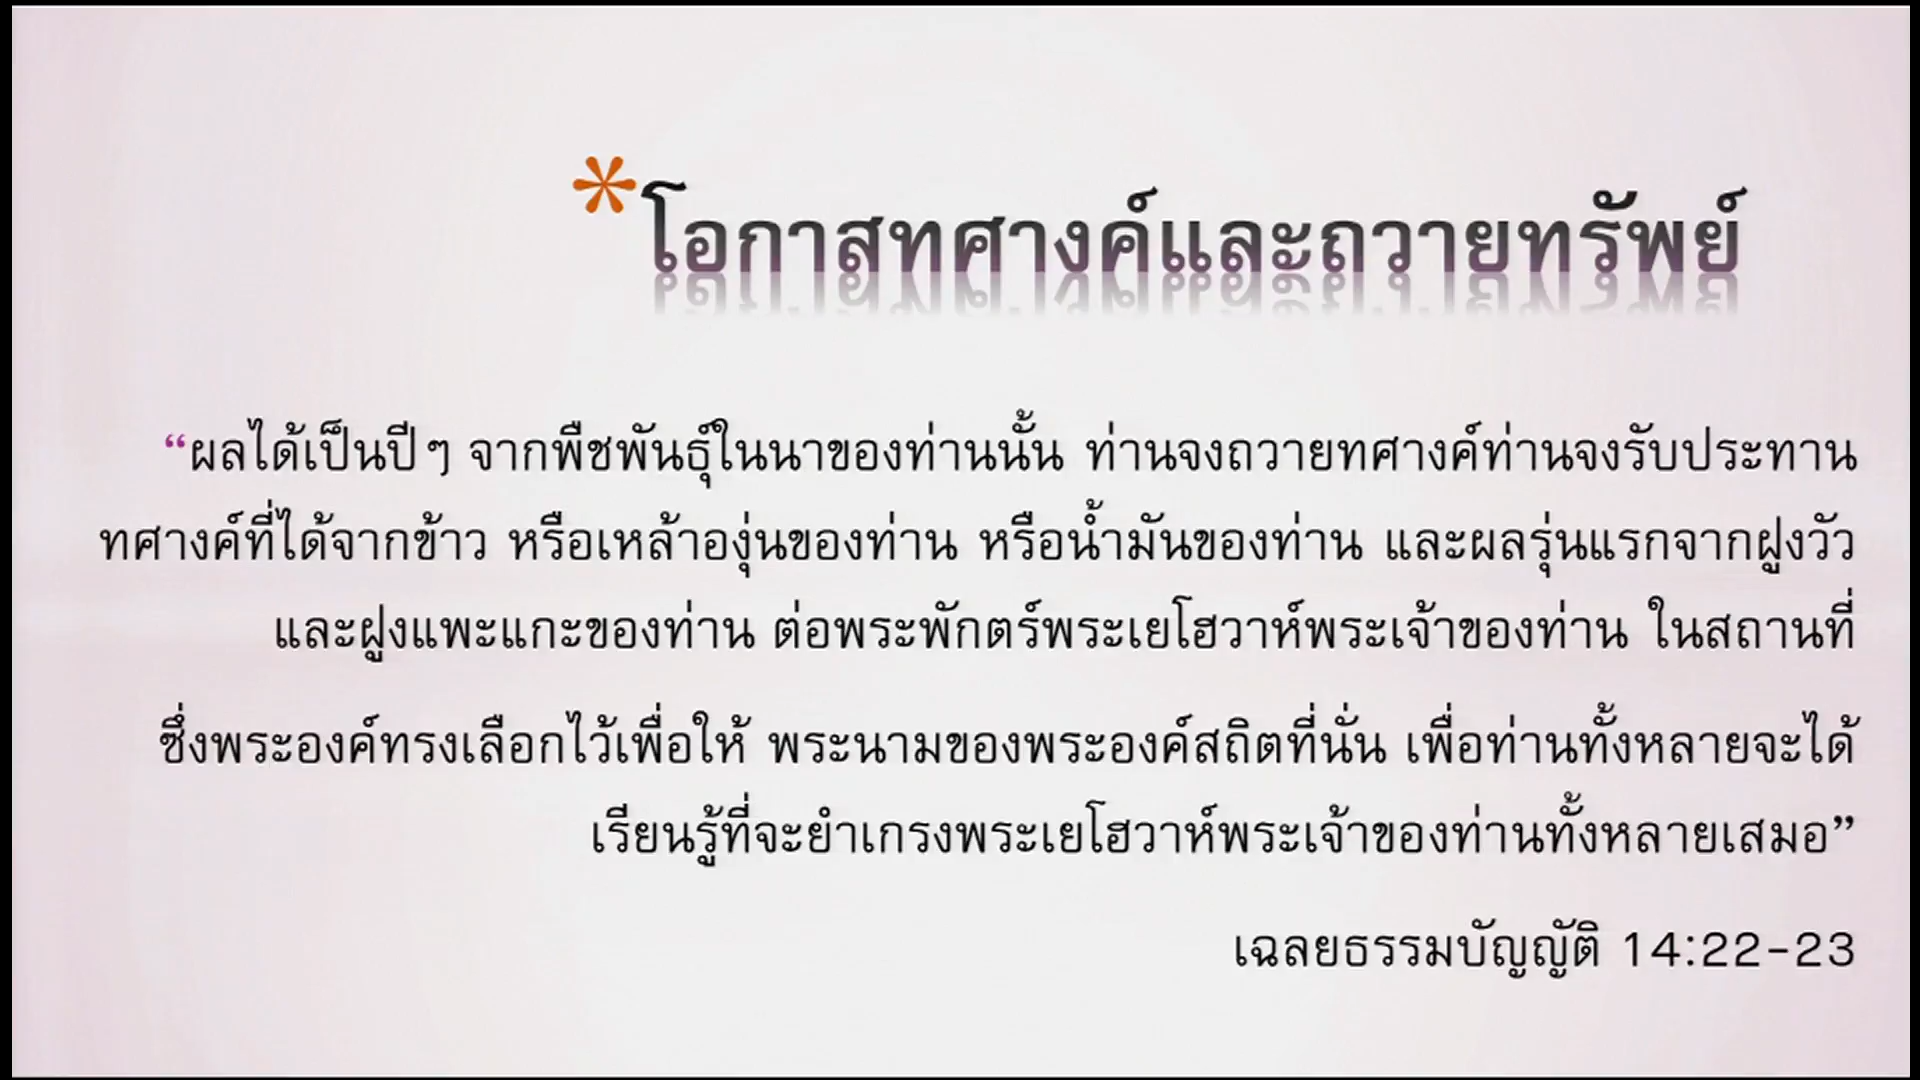 *โอกาสทศางค์และถวายทรัพย์
“ผลได้เป็นปีๆ จากพืชพันธุ์ในนาของท่านนั้น ท่านจงถวายทศางค์ท่านจงรับประทาน
ทศางค์ที่ได้จากข้าว หรือเหล้าองุ่นของท่าน หรือน้ำมันของท่าน และผลรุ่นแรกจากฝูงวัว
และฝูงแพะแกะของท่าน ต่อพระพักตร์พระเยโฮวาห์พระเจ้าของท่าน ในสถานที่
ซึ่งพระองค์ทรงเลือกไว้เพื่อให้ พระนามของพระองค์สถิตที่นั่น เพื่อท่านทั้งหลายจะได้
เรียนรู้ที่จะยำเกรงพระเยโฮวาห์พระเจ้าของท่านทั้งหลายเสมอ”
เฉลยธรรมบัญญัติ 14:22-23